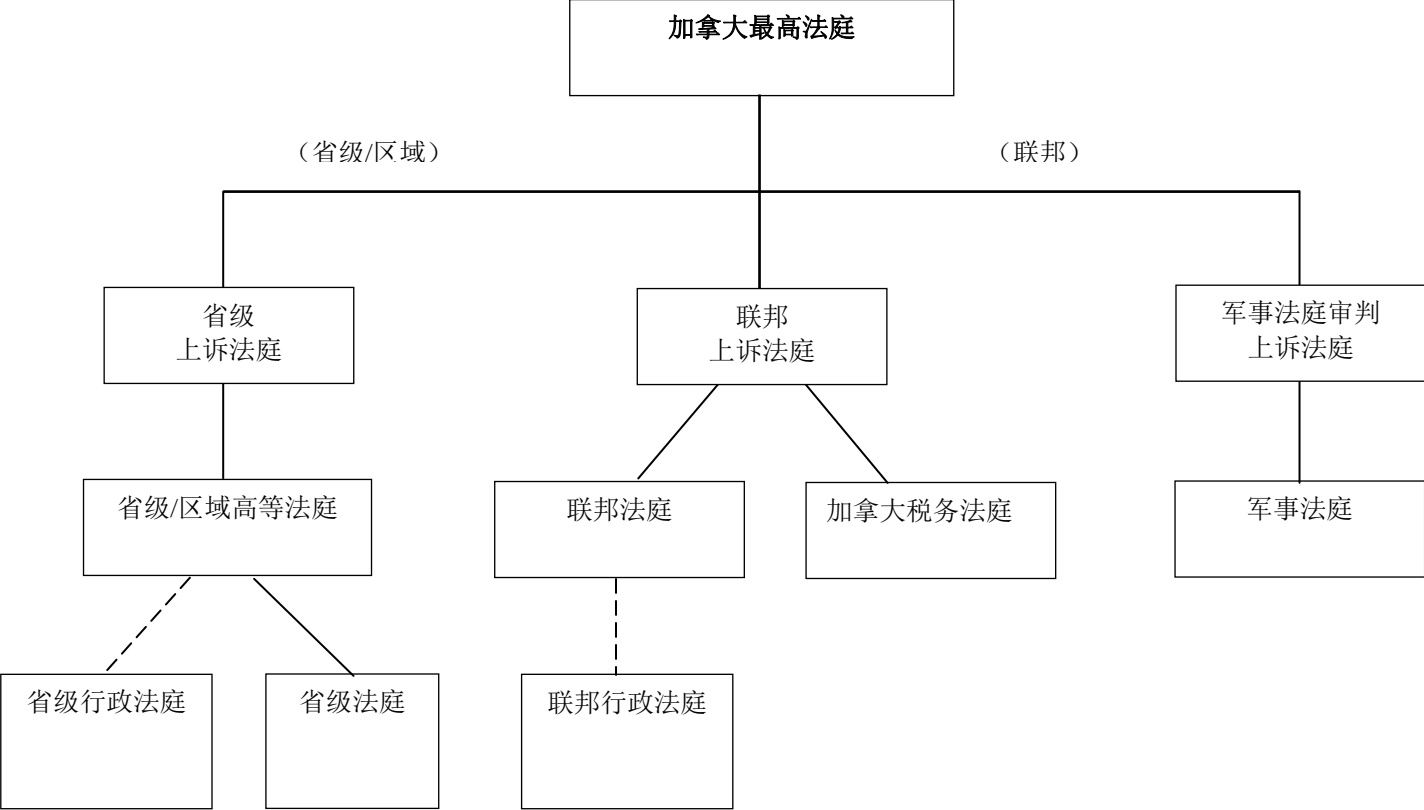 加拿大最高法庭
（省级/区域）
（联邦）
省级
上诉法庭
联邦
上诉法庭
军事法庭审判
上诉法庭
省级/区域高等法庭
联邦法庭
加拿大税务法庭
军事法庭
省级行政法庭
省级法庭
联邦行政法庭